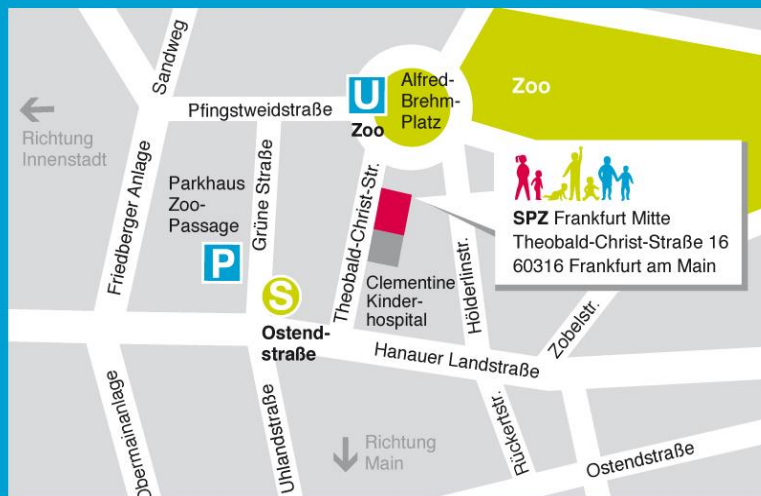 Sandweg
Richtung
Innenstadt
Pfingstweidstraße
U
Zoo
Alfred-
Brehm-
Platz
Zoo
Friedberger Anlage
Parkhaus
Zoo-
Passage
P
Grüne Straße
Theobald-Christ-Str.
SPZ Frankfurt Mitte
Theobald-Christ-Straße 16
60316 Frankfurt am Main
Clementine
Kinder-
hospital
Hölderlinstr.
Zobelstr.
S
Ostend-
straße
Hanauer Landstraße
Obermainanlage
Uhlandstraße
Richtung
Main
Rückertstr.
Ostendstraße